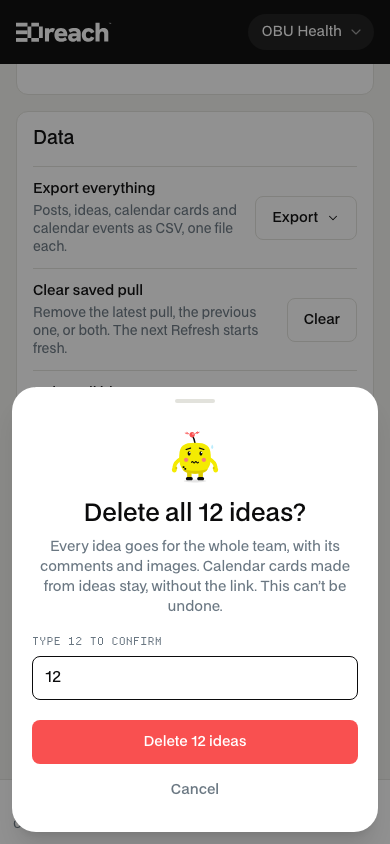 reach
OBU Health
Data
Export everything
Posts, ideas, calendar cards and
calendar events as CSV, one file
each.
Export
Clear saved pull
Remove the latest pull, the previous
one, or both. The next Refresh starts
fresh.
Clear
Delete all 12 ideas?
Every idea goes for the whole team, with its
comments and images. Calendar cards made
from ideas stay, without the link. This can’t be
undone.
TYPE 12 TO CONFIRM
12
Delete 12 ideas
Cancel